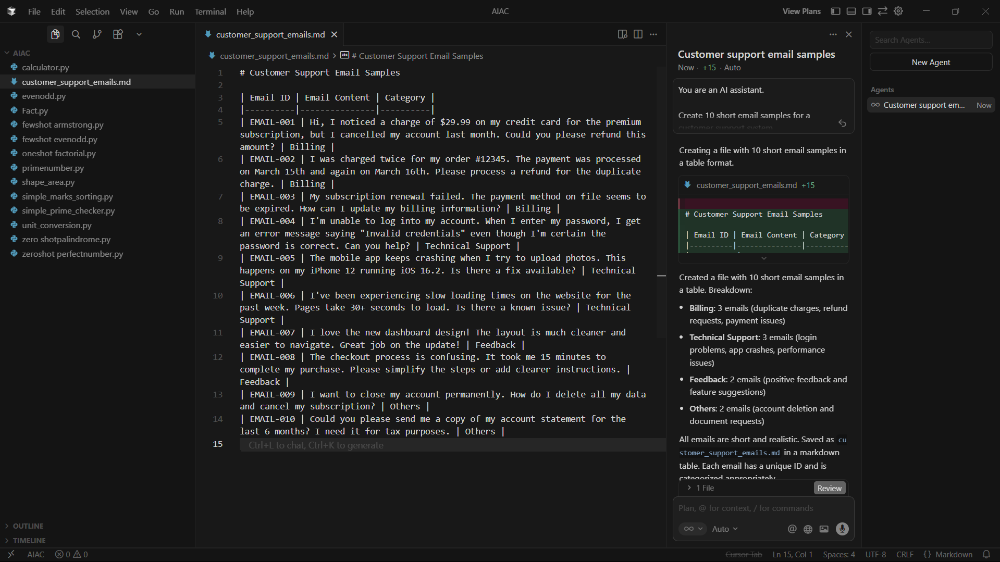 File Edit Selection View Go Run Terminal Help
AIAC
View Plans
AIAC
calculator.py
customer_support_emails.md
evenodd.py
Fact.py
fewshot armstrong.py
fewshot evenodd.py
oneshot factorial.py
primenumber.py
shape_area.py
simple_marks_sorting.py
simple_prime_checker.py
unit_conversion.py
zero shotpalindrome.py
zeroshot perfectnumber.py
OUTLINE
TIMELINE
customer_support_emails.md
customer_support_emails.md > # Customer Support Email Samples
1 # Customer Support Email Samples
2
3 | Email ID | Email Content | Category |
4 |----------|---------------|----------|
5 | EMAIL-001 | Hi, I noticed a charge of $29.99 on my credit card for the premium
subscription, but I cancelled my account last month. Could you please refund this
amount? | Billing |
6 | EMAIL-002 | I was charged twice for my order #12345. The payment was processed
on March 15th and again on March 16th. Please process a refund for the duplicate
charge. | Billing |
7 | EMAIL-003 | My subscription renewal failed. The payment method on file seems to
be expired. How can I update my billing information? | Billing |
8 | EMAIL-004 | I'm unable to log into my account. When I enter my password, I get
an error message saying "Invalid credentials" even though I'm certain the
password is correct. Can you help? | Technical Support |
9 | EMAIL-005 | The mobile app keeps crashing when I try to upload photos. This
happens on my iPhone 12 running iOS 16.2. Is there a fix available? | Technical
Support |
10 | EMAIL-006 | I've been experiencing slow loading times on the website for the
past week. Pages take 30+ seconds to load. Is there a known issue? | Technical
Support |
11 | EMAIL-007 | I love the new dashboard design! The layout is much cleaner and
easier to navigate. Great job on the update! | Feedback |
12 | EMAIL-008 | The checkout process is confusing. It took me 15 minutes to
complete my purchase. Please simplify the steps or add clearer instructions. |
Feedback |
13 | EMAIL-009 | I want to close my account permanently. How do I delete all my data
and cancel my subscription? | Others |
14 | EMAIL-010 | Could you please send me a copy of my account statement for the
last 6 months? I need it for tax purposes. | Others |
15 Ctrl+L to chat, Ctrl+K to generate
Customer support email samples
Now · +15 · Auto
You are an AI assistant.
Create 10 short email samples for a
customer support system
Creating a file with 10 short email samples in
a table format.
customer_support_emails.md +15
# Customer Support Email Samples
| Email ID | Email Content | Category
|----------|---------------|----------
Created a file with 10 short email samples in
a table. Breakdown:
• Billing: 3 emails (duplicate charges, refund
requests, payment issues)
• Technical Support: 3 emails (login
problems, app crashes, performance
issues)
• Feedback: 2 emails (positive feedback and
feature suggestions)
• Others: 2 emails (account deletion and
document requests)
All emails are short and realistic. Saved as cu
stomer_support_emails.md in a markdown
table. Each email has a unique ID and is
categorized appropriately.
1 File
Review
Plan, @ for context, / for commands
Auto
Search Agents...
New Agent
Agents
Customer support em... Now
AIAC 0 0
Cursor Tab Ln 15, Col 1 Spaces: 4 UTF-8 CRLF {} Markdown